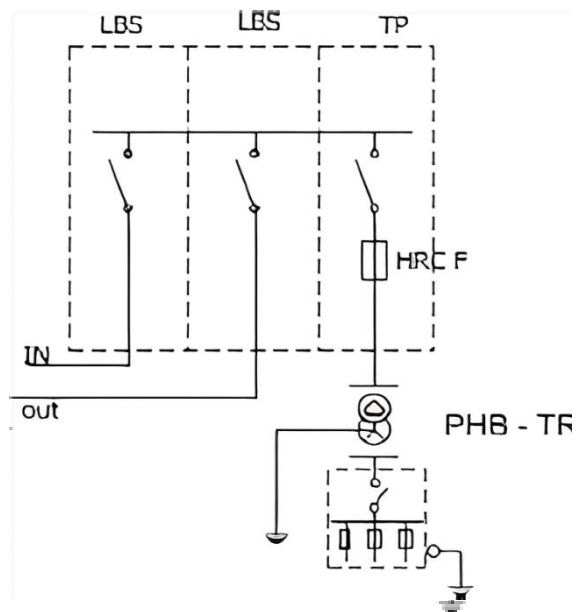 LBS LBS TP
HRC F
IN
out
PHB - TR